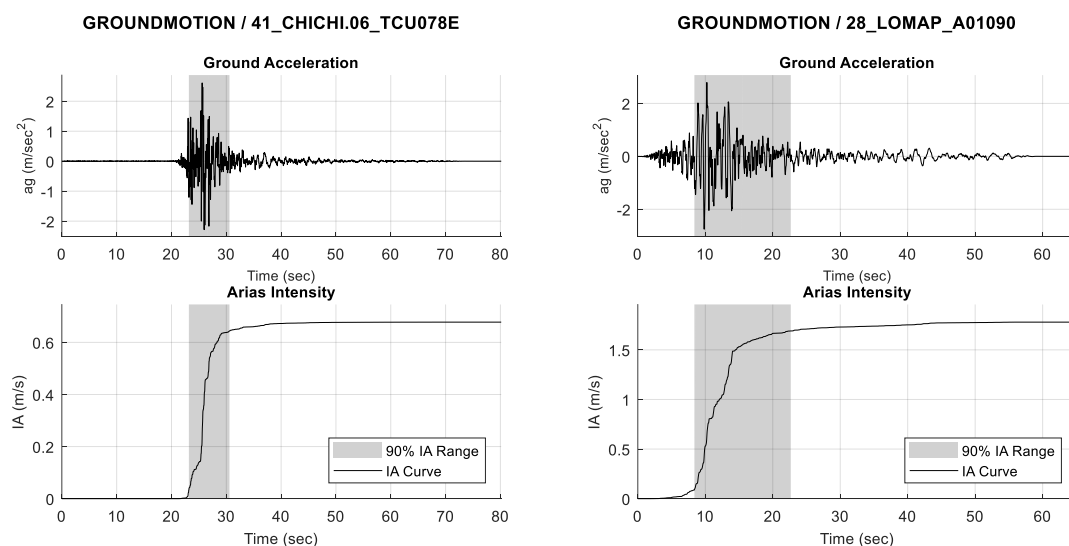 GROUNDMOTION / 41_CHICHI.06_TCU078E
Ground Acceleration
ag (m/sec2)
2
1
0
-1
-2
0 10 20 30 40 50 60 70 80
Time (sec)
Arias Intensity
IA (m/s)
0.6
0.4
0.2
0
90% IA Range
IA Curve
0 10 20 30 40 50 60 70 80
Time (sec)
GROUNDMOTION / 28_LOMAP_A01090
Ground Acceleration
ag (m/sec2)
2
0
-2
0 10 20 30 40 50 60
Time (sec)
Arias Intensity
IA (m/s)
1.5
1
0.5
0
90% IA Range
IA Curve
0 10 20 30 40 50 60
Time (sec)